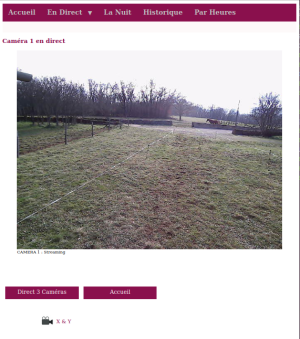 Accueil En Direct ▼ La Nuit Historique Par Heures
Caméra 1 en direct
CAMERA 1 : Streaming
Direct 3 Caméras Accueil
X & Y